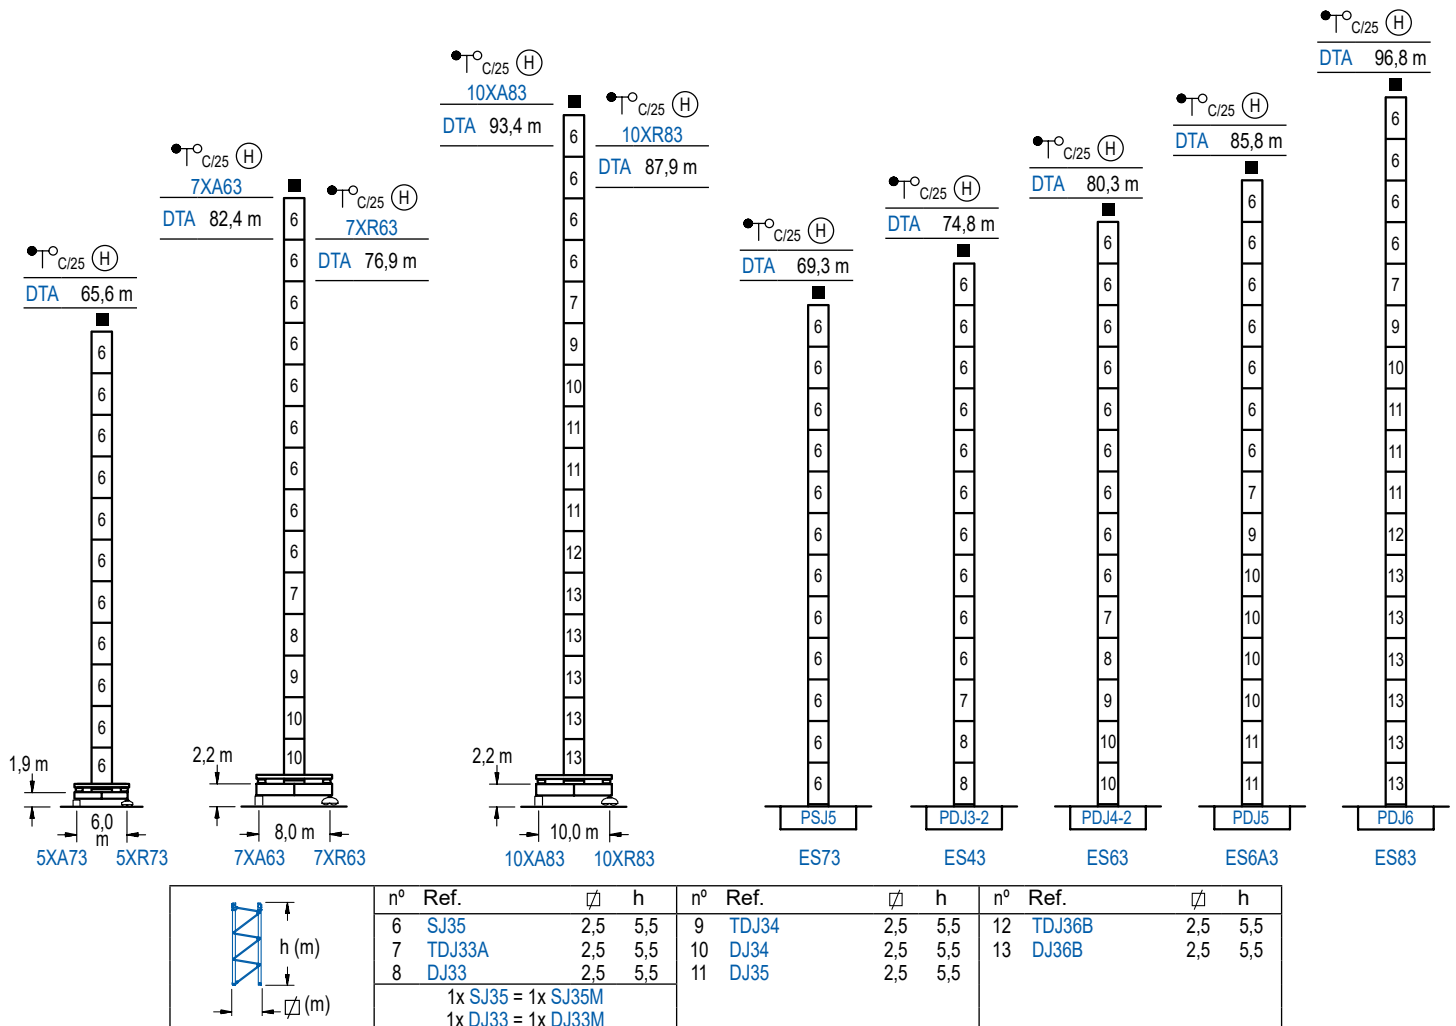 C/25 H
DTA 65,6 m
6
6
6
6
6
6
6
6
6
6
6
1,9 m
6,0
m
5XA73 5XR73
C/25 H
7XA63
DTA 82,4 m
C/25 H
7XR63
DTA 76,9 m
6
6
6
6
6
6
6
6
6
7
8
9
10
10
2,2 m
8,0 m
7XA63 7XR63
C/25 H
10XA83
DTA 93,4 m
C/25 H
10XR83
DTA 87,9 m
6
6
6
6
7
9
10
11
11
11
12
13
13
13
13
13
2,2 m
10,0 m
10XA83 10XR83
C/25 H
DTA 69,3 m
6
6
6
6
6
6
6
6
6
6
6
6
PSJ5
ES73
C/25 H
DTA 74,8 m
6
6
6
6
6
6
6
6
6
6
7
8
8
PDJ3-2
ES43
C/25 H
DTA 80,3 m
6
6
6
6
6
6
6
6
6
7
8
9
10
10
PDJ4-2
ES63
C/25 H
DTA 85,8 m
6
6
6
6
6
6
6
7
9
10
10
10
10
11
11
PDJ5
ES6A3
C/25 H
DTA 96,8 m
6
6
6
6
7
9
10
11
11
11
12
13
13
13
13
13
13
PDJ6
ES83
h (m)
(m)
nº Ref. h
6 SJ35 2,5 5,5
7 TDJ33A 2,5 5,5
8 DJ33 2,5 5,5
1x SJ35 = 1x SJ35M
1x DJ33 = 1x DJ33M
nº Ref. h
9 TDJ34 2,5 5,5
10 DJ34 2,5 5,5
11 DJ35 2,5 5,5
nº Ref. h
12 TDJ36B 2,5 5,5
13 DJ36B 2,5 5,5